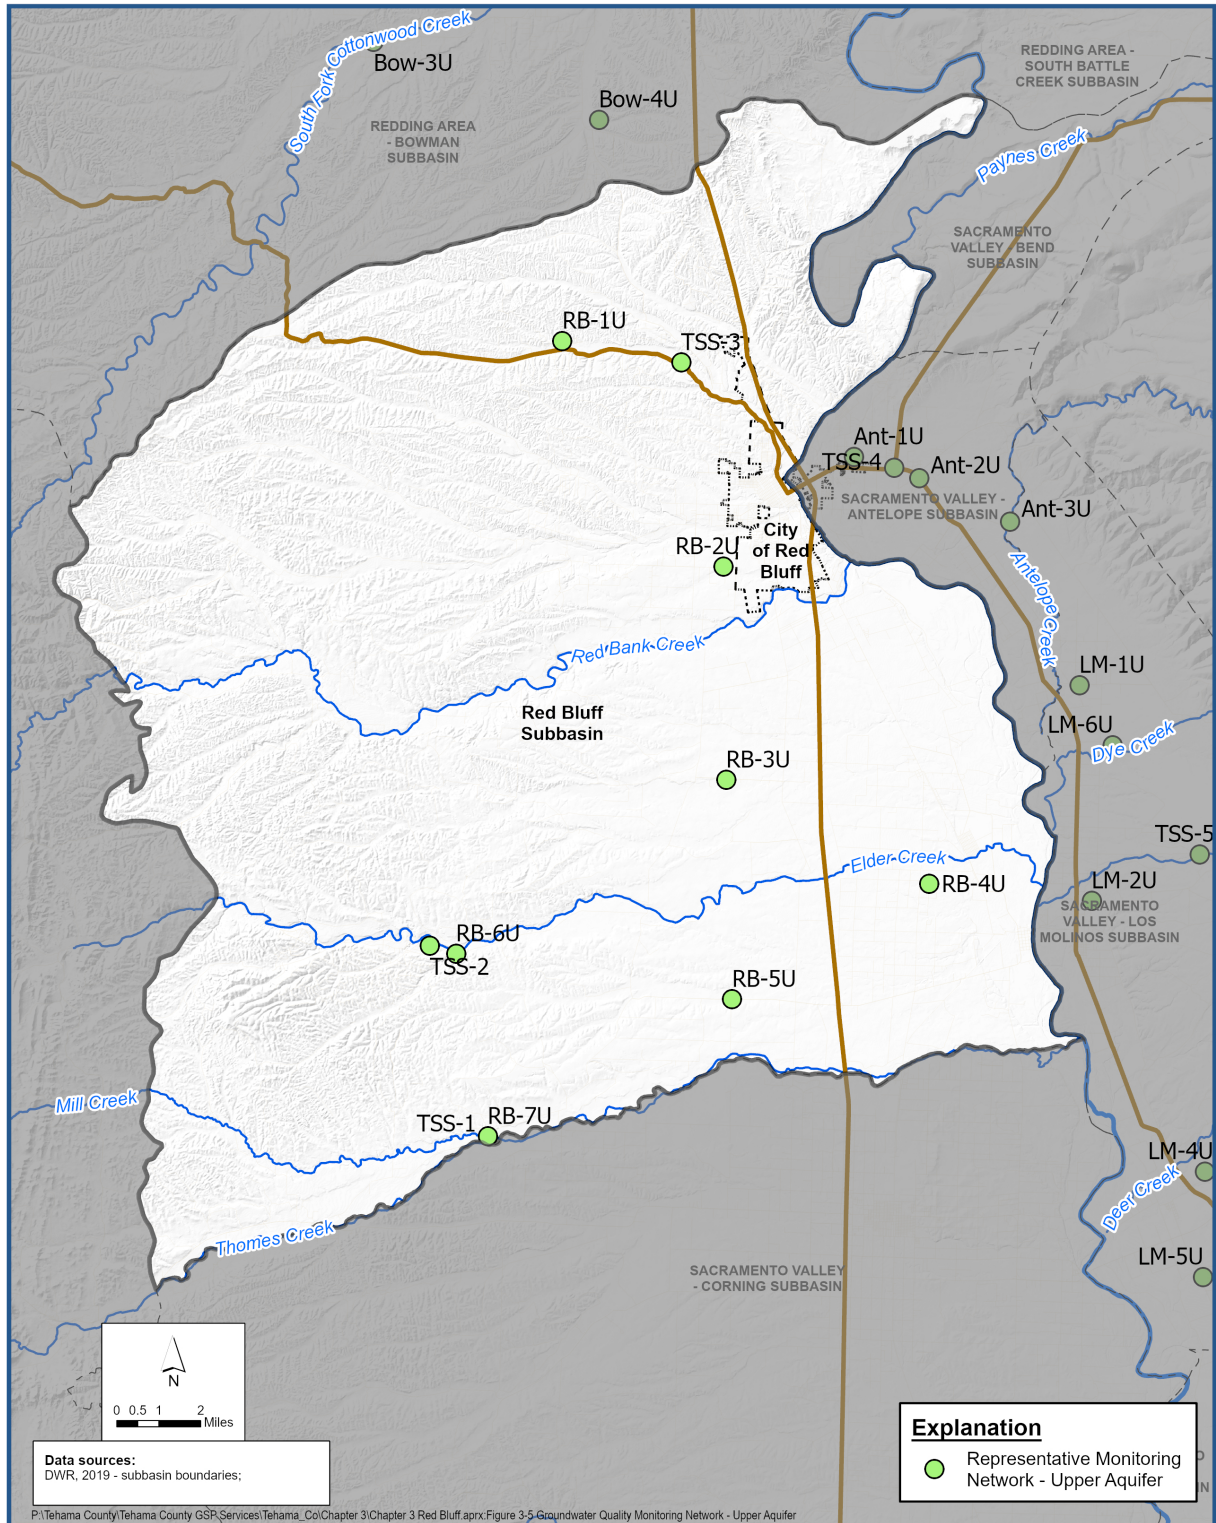 South Fork Cottonwood Creek
Bow-3U
Bow-4U
REDDING AREA
- BOWMAN
SUBBASIN
REDDING AREA -
SOUTH BATTLE
CREEK SUBBASIN
Paynes Creek
SACRAMENTO
VALLEY - BEND
SUBBASIN
RB-1U
TSS-3
Ant-1U
TSS-4
Ant-2U
SACRAMENTO VALLEY -
ANTELOPE SUBBASIN
Ant-3U
City
of Red
Bluff
RB-2U
Antelope Creek
Red Bank Creek
LM-1U
Red Bluff
Subbasin
LM-6U
Dye Creek
RB-3U
TSS-5
Elder Creek
RB-4U
LM-2U
SACRAMENTO
VALLEY - LOS
MOLINOS SUBBASIN
RB-6U
TSS-2
RB-5U
Mill Creek
TSS-1
RB-7U
LM-4U
Deer Creek
Thomes Creek
LM-5U
SACRAMENTO VALLEY
- CORNING SUBBASIN
N
0 0.5 1 2
Miles
Data sources:
DWR, 2019 - subbasin boundaries;
Explanation
Representative Monitoring
Network - Upper Aquifer
P:\Tehama County\Tehama County GSP Services\Tehama_Co\Chapter 3\Chapter 3 Red Bluff.aprx:Figure 3-5 Groundwater Quality Monitoring Network - Upper Aquifer